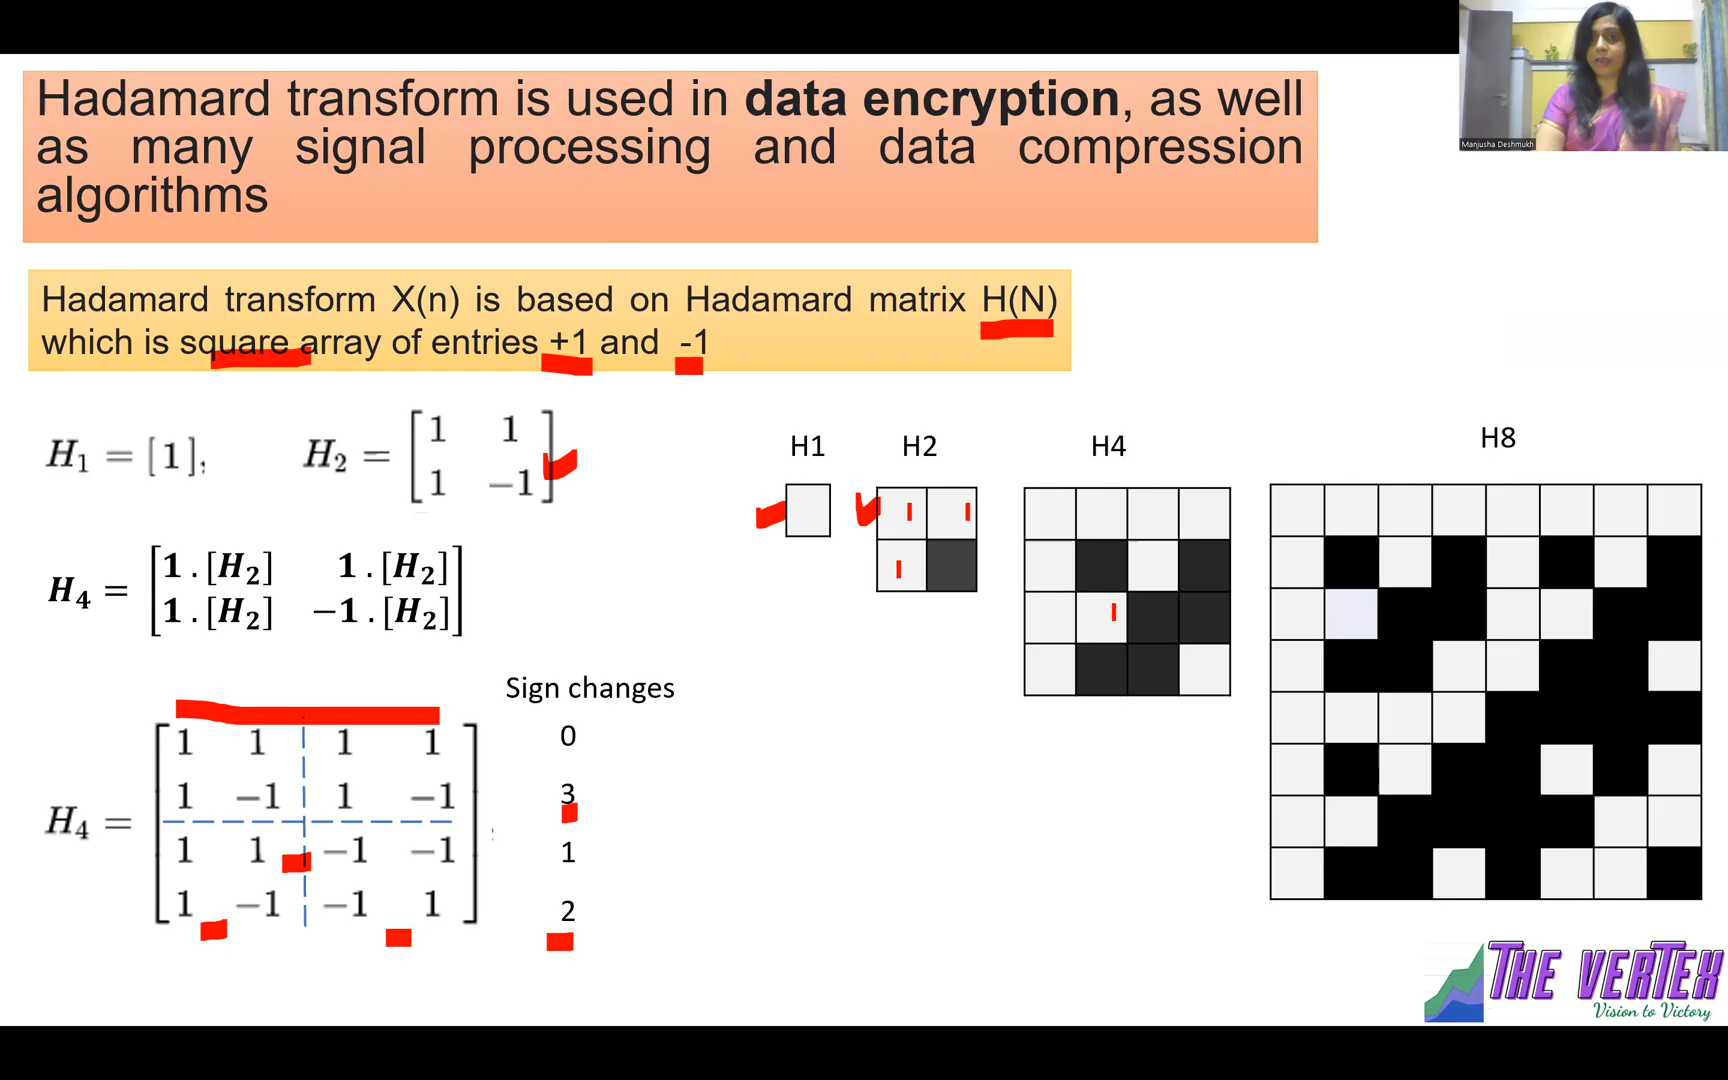 Manjusha Deshmukh
Hadamard transform is used in data encryption, as well
as many signal processing and data compression
algorithms
Hadamard transform X(n) is based on Hadamard matrix H(N)
which is square array of entries +1 and -1
H₁ = [1], H₂ = [1 1
1 −1]
H₄ = [1 . [H₂] 1 . [H₂]
1 . [H₂] −1 . [H₂]]
Sign changes
H₄ = [1 1 1 1 0
1 −1 1 −1 3
1 1 −1 −1 1
1 −1 −1 1] 2
H1 H2 H4 H8
I I
I
I
THE VERTEX
Vision to Victory